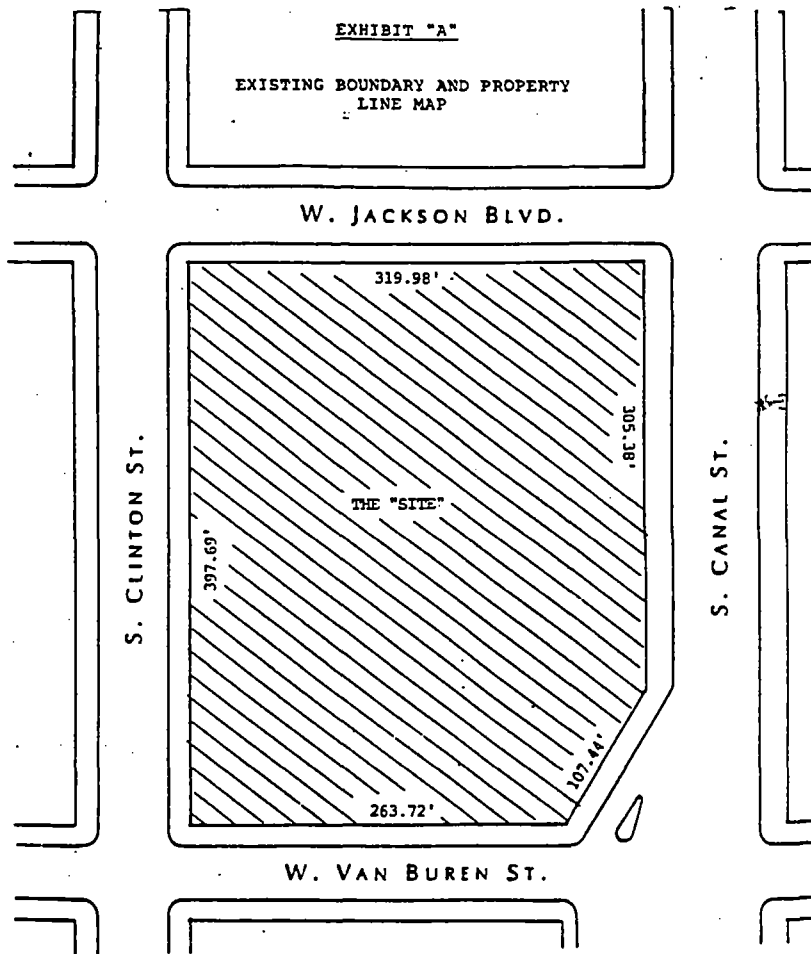 EXHIBIT "A"
EXISTING BOUNDARY AND PROPERTY
LINE MAP
W. JACKSON BLVD.
319.98'
305.38'
S. CLINTON ST.
THE "SITE"
S. CANAL ST.
397.69'
107.44'
263.72'
W. VAN BUREN ST.